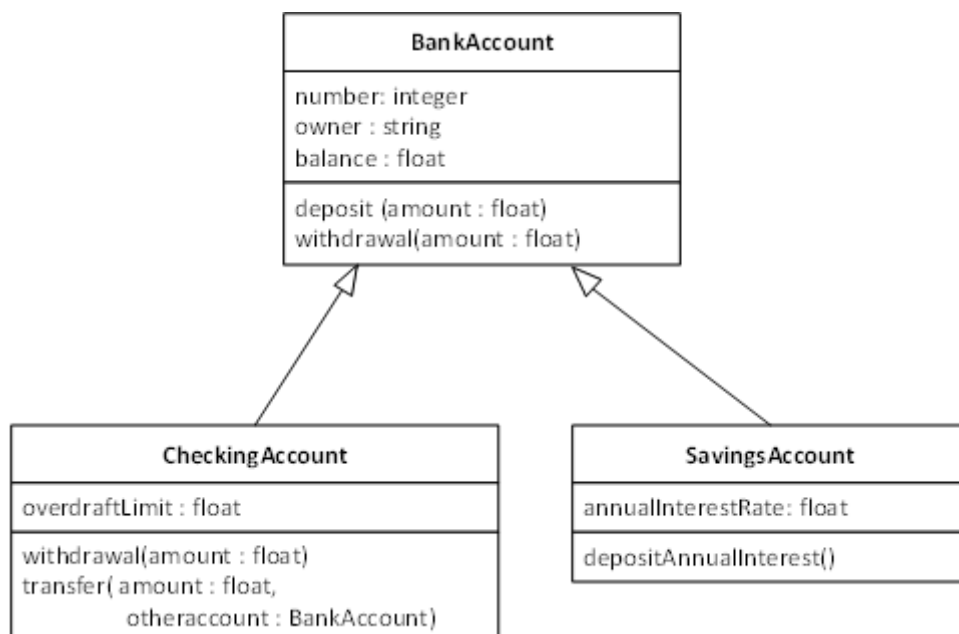 BankAccount
number: integer
owner : string
balance : float
deposit (amount : float)
withdrawal(amount : float)
CheckingAccount
overdraftLimit : float
withdrawal(amount : float)
transfer( amount : float,
otheraccount : BankAccount)
SavingsAccount
annualInterestRate: float
depositAnnualInterest()